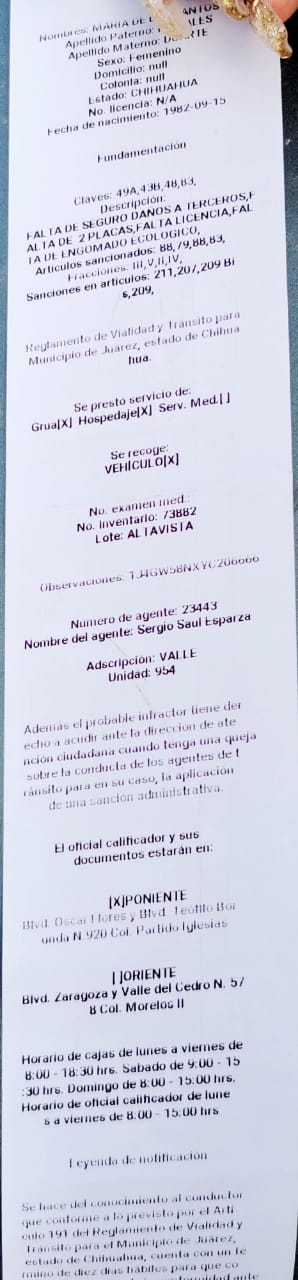 Nombres: MARIA DE L ANTOS
Apellido Paterno: ALES
Apellido Materno: ARTE
Sexo: Femenino
Domicilio: null
Colonia: null
Estado: CHIHUAHUA
No. licencia: N/A
Fecha de nacimiento: 1982-09-15
Fundamentación
Claves: 49A,43B,48,83,
Descripción:
FALTA DE SEGURO DAÑOS A TERCEROS,F
ALTA DE 2 PLACAS,FALTA LICENCIA,FAL
TA DE ENGOMADO ECOLOGICO,
Artículos sancionados: 88,79,88,83,
Fracciones: III,V,II,IV,
Sanciones en artículos: 211,207,209 Bi
s,209,
Reglamento de Vialidad y Tránsito para
Municipio de Juárez, estado de Chihua
hua.
Se prestó servicio de:
Grua[X] Hospedaje[X] Serv. Med.[ ]
Se recoge:
VEHÍCULO[X]
No. examen med.:
No. Inventario: 73882
Lote: ALTAVISTA
Observaciones: 1J4GW58NXYC206666
Numero de agente: 23443
Nombre del agente: Sergio Saul Esparza
Adscripción: VALLE
Unidad: 954
Además el probable infractor tiene der
echo a acudir ante la dirección de ate
nción ciudadana cuando tenga una queja
sobre la conducta de los agentes de t
ránsito para en su caso, la aplicación
de una sanción administrativa.
El oficial calificador y sus
documentos estarán en:
[X]PONIENTE
Blvd. Oscar Flores y Blvd. Teófilo Bor
unda N.920 Col. Partido Iglesias
[ ]ORIENTE
Blvd. Zaragoza y Valle del Cedro N. 57
8 Col. Morelos II
Horario de cajas de lunes a viernes de
8:00 - 18:30 hrs. Sabado de 9:00 - 15
:30 hrs. Domingo de 8:00 - 15:00 hrs.
Horario de oficial calificador de lune
s a viernes de 8:00 - 15:00 hrs
Leyenda de notificación
Se hace del conocimiento al conductor
que conforme a lo previsto por el Artí
culo 191 del Reglamento de Vialidad y
Tránsito para el Municipio de Juárez,
estado de Chihuahua, cuenta con un té
rmino de diez días hábiles para que co